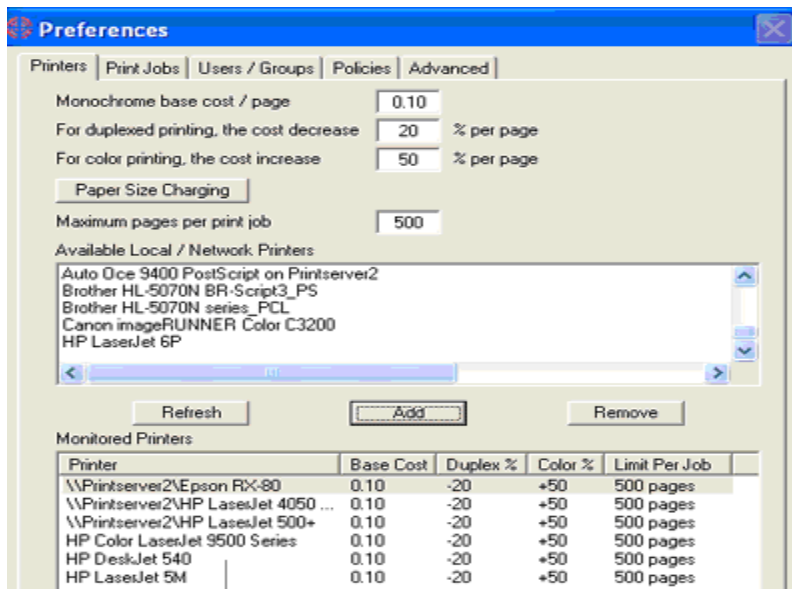 Preferences
Printers Print Jobs Users / Groups Policies Advanced
Monochrome base cost / page 0.10
For duplexed printing, the cost decrease 20 % per page
For color printing, the cost increase 50 % per page
Paper Size Charging
Maximum pages per print job 500
Available Local / Network Printers
Auto Oce 9400 PostScript on Printserver2
Brother HL-5070N BR-Script3_PS
Brother HL-5070N series_PCL
Canon imageRUNNER Color C3200
HP LaserJet 6P
Refresh Add Remove
Monitored Printers
Printer Base Cost Duplex % Color % Limit Per Job
\\Printserver2\Epson RX-80 0.10 -20 +50 500 pages
\\Printserver2\HP LaserJet 4050 ... 0.10 -20 +50 500 pages
\\Printserver2\HP LaserJet 500+ 0.10 -20 +50 500 pages
HP Color LaserJet 9500 Series 0.10 -20 +50 500 pages
HP DeskJet 540 0.10 -20 +50 500 pages
HP LaserJet 5M 0.10 -20 +50 500 pages